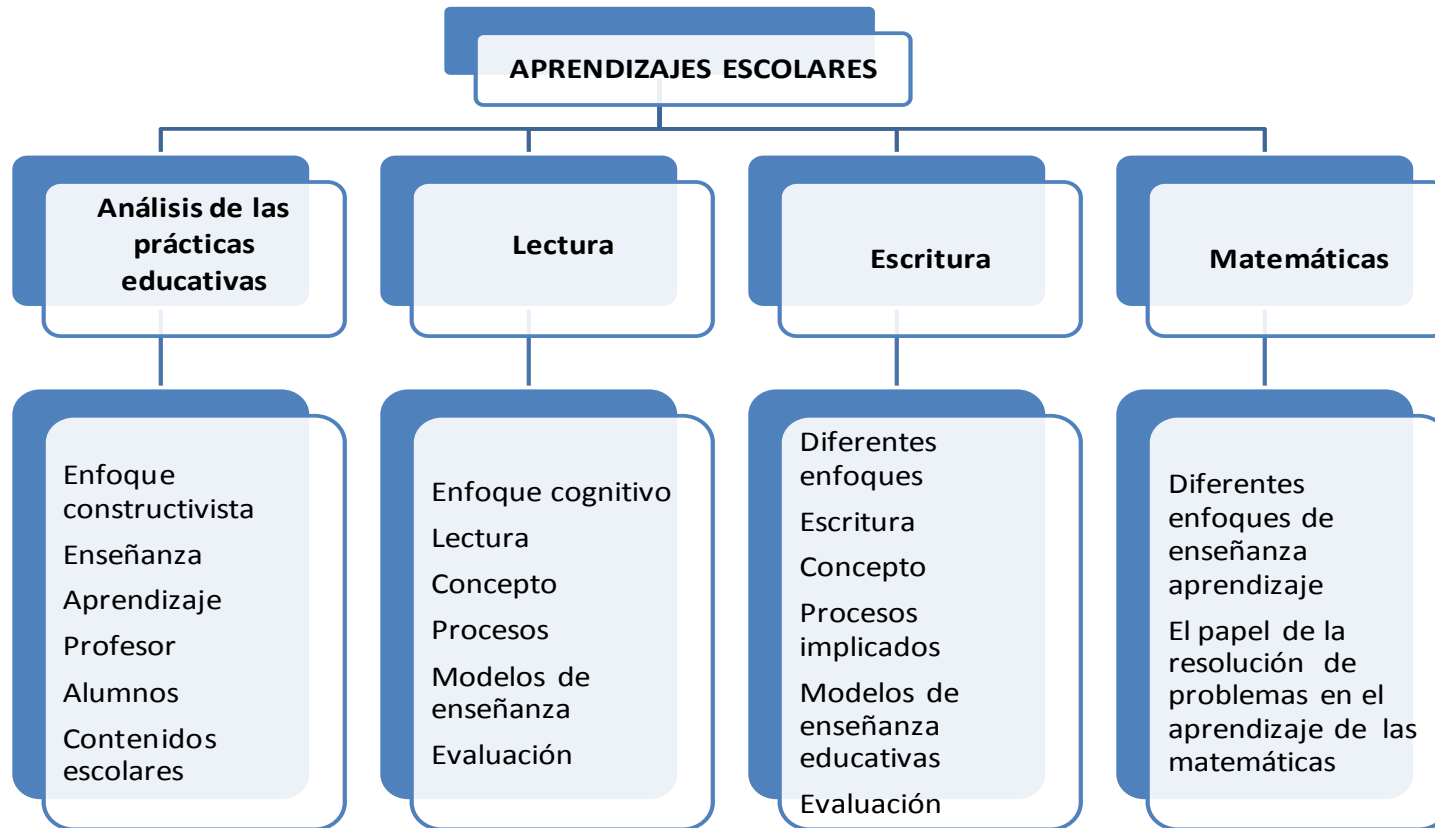 APRENDIZAJES ESCOLARES
Análisis de las
prácticas
educativas
Lectura
Escritura
Matemáticas
Enfoque
constructivista
Enseñanza
Aprendizaje
Profesor
Alumnos
Contenidos
escolares
Enfoque cognitivo
Lectura
Concepto
Procesos
Modelos de
enseñanza
Evaluación
Diferentes
enfoques
Escritura
Concepto
Procesos
implicados
Modelos de
enseñanza
educativas
Evaluación
Diferentes
enfoques de
enseñanza
aprendizaje
El papel de la
resolución de
problemas en el
aprendizaje de las
matemáticas